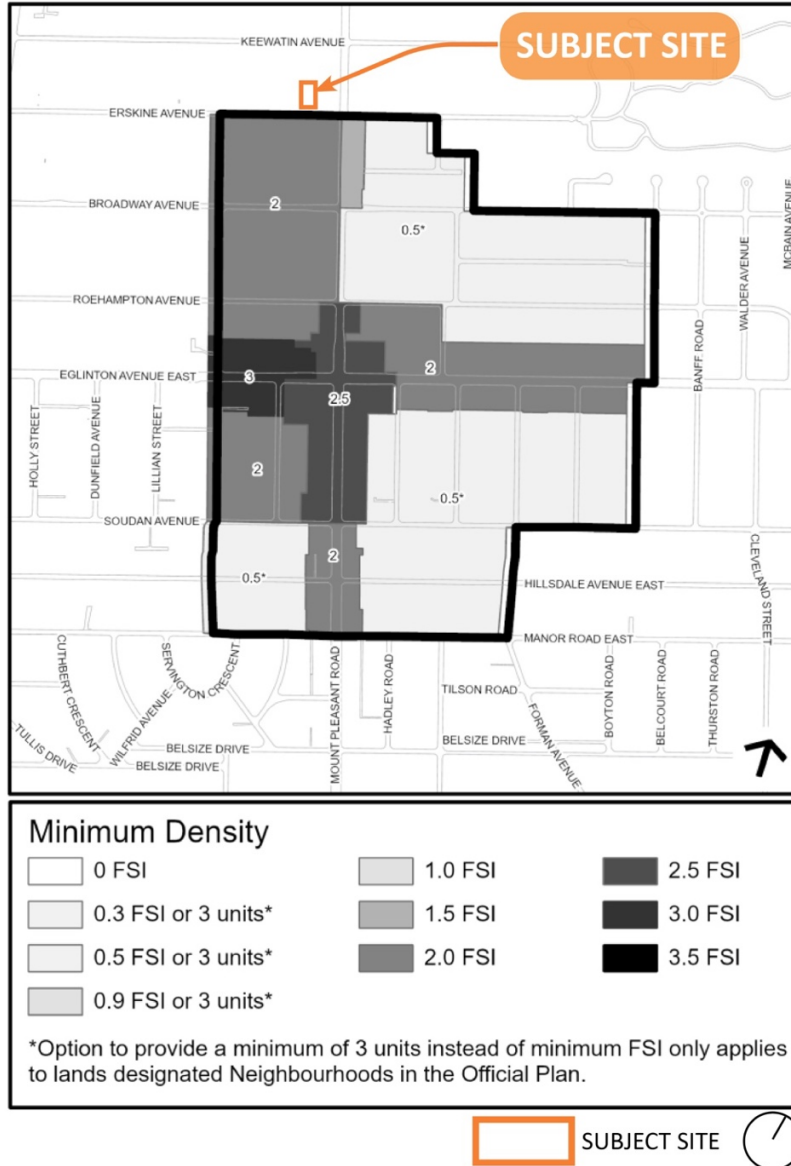 SUBJECT SITE
KEEWATIN AVENUE
ERSKINE AVENUE
BROADWAY AVENUE
2
0.5*
MCBAIN AVENUE
WALDER AVENUE
ROEHAMPTON AVENUE
BANFF ROAD
2
EGLINTON AVENUE EAST
3
2.5
HOLLY STREET
DUNFIELD AVENUE
LILLIAN STREET
2
0.5*
SOUDAN AVENUE
2
CLEVELAND STREET
0.5*
HILLSDALE AVENUE EAST
MANOR ROAD EAST
CUTHBERT CRESCENT
SERVINGTON CRESCENT
WILFRID AVENUE
MOUNT PLEASANT ROAD
HADLEY ROAD
TILSON ROAD
BOYTON ROAD
BELCOURT ROAD
THURSTON ROAD
TULLIS DRIVE
BELSIZE DRIVE
BELSIZE DRIVE
BELSIZE DRIVE
FORMAN AVENUE
Minimum Density
0 FSI
0.3 FSI or 3 units*
0.5 FSI or 3 units*
0.9 FSI or 3 units*
1.0 FSI
1.5 FSI
2.0 FSI
2.5 FSI
3.0 FSI
3.5 FSI
*Option to provide a minimum of 3 units instead of minimum FSI only applies
to lands designated Neighbourhoods in the Official Plan.
SUBJECT SITE